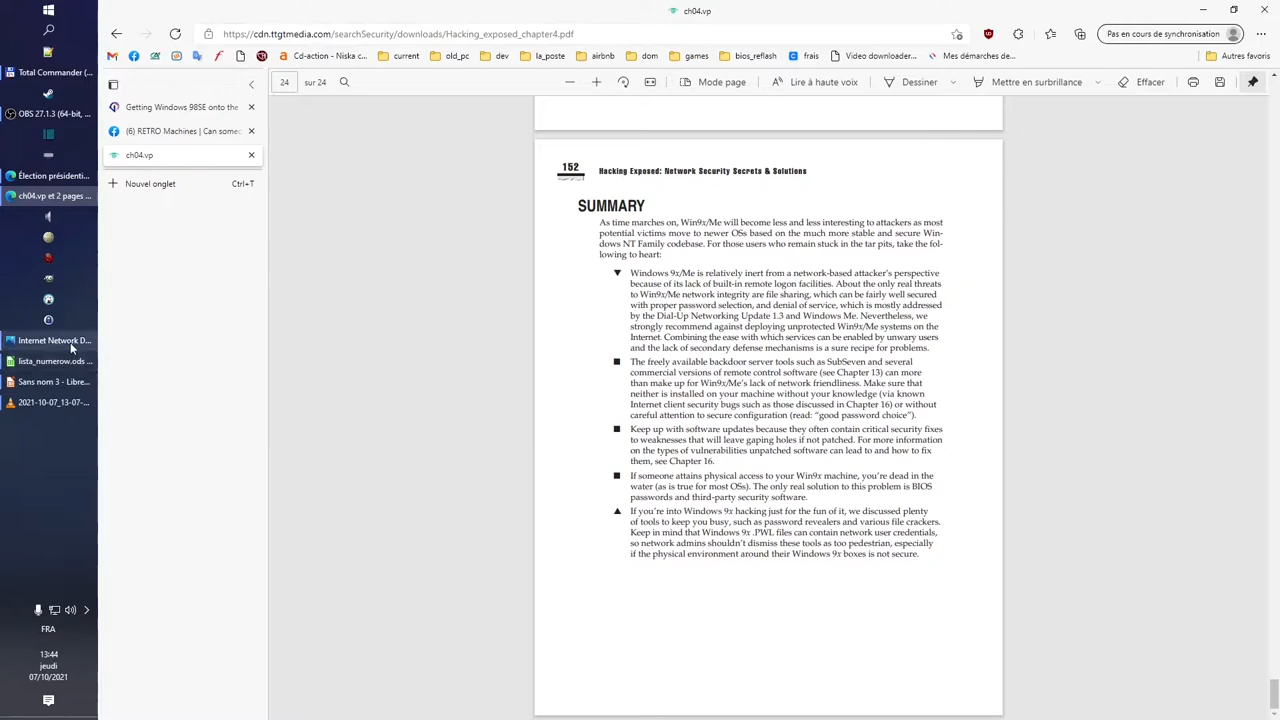 ch04.vp
https://cdn.ttgtmedia.com/searchSecurity/downloads/Hacking_exposed_chapter4.pdf
Pas en cours de synchronisation
Cd-action - Niska c...
current
old_pc
dev
la_poste
airbnb
dom
games
bios_reflash
frais
Video downloader...
Mes démarches de...
Autres favoris
24 sur 24
Mode page
Lire à haute voix
Dessiner
Mettre en surbrillance
Effacer
Total Commander (...
OBS 27.1.3 (64-bit, ...
Élection présidenti...
ch04.vp et 2 pages ...
Internet Network D...
lista_numerow.ods ...
Sans nom 3 - Libre...
2021-10-07_13-07-...
FRA
13:44
jeudi
07/10/2021
Getting Windows 98SE onto the
(6) RETRO Machines | Can some
ch04.vp
Nouvel onglet Ctrl+T
152 Hacking Exposed: Network Security Secrets & Solutions
SUMMARY
As time marches on, Win9x/Me will become less and less interesting to attackers as most
potential victims move to newer OSs based on the much more stable and secure Win-
dows NT Family codebase. For those users who remain stuck in the tar pits, take the fol-
lowing to heart:
▼ Windows 9x/Me is relatively inert from a network-based attacker's perspective
because of its lack of built-in remote logon facilities. About the only real threats
to Win9x/Me network integrity are file sharing, which can be fairly well secured
with proper password selection, and denial of service, which is mostly addressed
by the Dial-Up Networking Update 1.3 and Windows Me. Nevertheless, we
strongly recommend against deploying unprotected Win9x/Me systems on the
Internet. Combining the ease with which services can be enabled by unwary users
and the lack of secondary defense mechanisms is a sure recipe for problems.
■ The freely available backdoor server tools such as SubSeven and several
commercial versions of remote control software (see Chapter 13) can more
than make up for Win9x/Me's lack of network friendliness. Make sure that
neither is installed on your machine without your knowledge (via known
Internet client security bugs such as those discussed in Chapter 16) or without
careful attention to secure configuration (read: "good password choice").
■ Keep up with software updates because they often contain critical security fixes
to weaknesses that will leave gaping holes if not patched. For more information
on the types of vulnerabilities unpatched software can lead to and how to fix
them, see Chapter 16.
■ If someone attains physical access to your Win9x machine, you're dead in the
water (as is true for most OSs). The only real solution to this problem is BIOS
passwords and third-party security software.
▲ If you're into Windows 9x hacking just for the fun of it, we discussed plenty
of tools to keep you busy, such as password revealers and various file crackers.
Keep in mind that Windows 9x .PWL files can contain network user credentials,
so network admins shouldn't dismiss these tools as too pedestrian, especially
if the physical environment around their Windows 9x boxes is not secure.